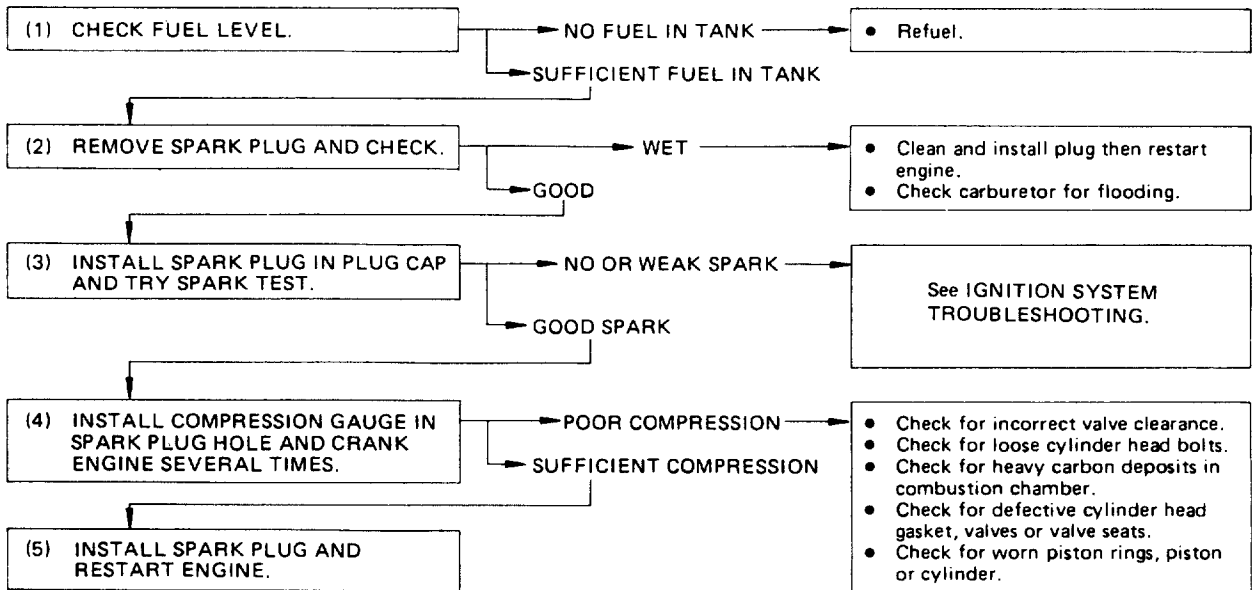 (1) CHECK FUEL LEVEL.
NO FUEL IN TANK
• Refuel.
SUFFICIENT FUEL IN TANK
(2) REMOVE SPARK PLUG AND CHECK.
WET
• Clean and install plug then restart
engine.
• Check carburetor for flooding.
GOOD
(3) INSTALL SPARK PLUG IN PLUG CAP
AND TRY SPARK TEST.
NO OR WEAK SPARK
See IGNITION SYSTEM
TROUBLESHOOTING.
GOOD SPARK
(4) INSTALL COMPRESSION GAUGE IN
SPARK PLUG HOLE AND CRANK
ENGINE SEVERAL TIMES.
POOR COMPRESSION
• Check for incorrect valve clearance.
• Check for loose cylinder head bolts.
• Check for heavy carbon deposits in
combustion chamber.
• Check for defective cylinder head
gasket, valves or valve seats.
• Check for worn piston rings, piston
or cylinder.
SUFFICIENT COMPRESSION
(5) INSTALL SPARK PLUG AND
RESTART ENGINE.